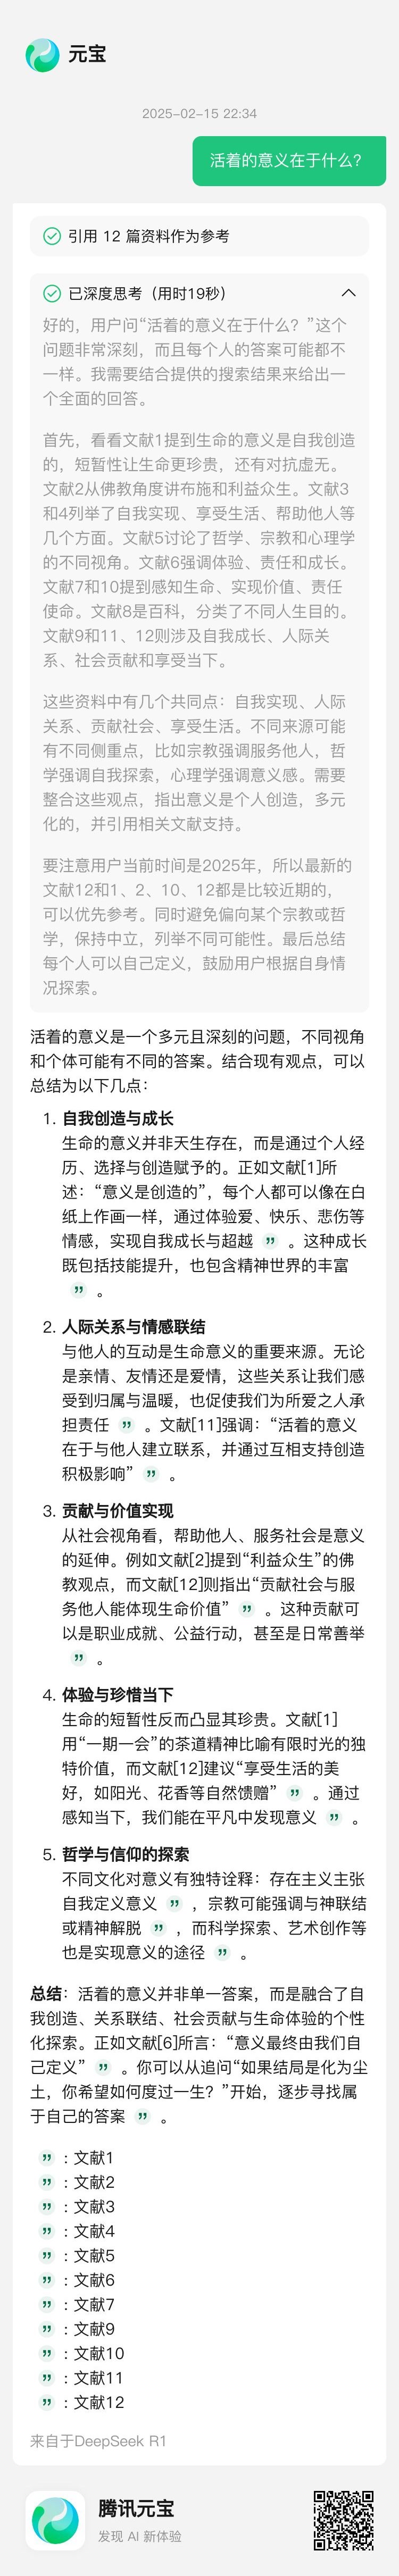 元宝
2025-02-15 22:34
活着的意义在于什么？
引用 12 篇资料作为参考
已深度思考（用时19秒）
好的，用户问“活着的意义在于什么？”这个
问题非常深刻，而且每个人的答案可能都不
一样。我需要结合提供的搜索结果来给出一
个全面的回答。
首先，看看文献1提到生命的意义是自我创造
的，短暂性让生命更珍贵，还有对抗虚无。
文献2从佛教角度讲布施和利益众生。文献3
和4列举了自我实现、享受生活、帮助他人等
几个方面。文献5讨论了哲学、宗教和心理学
的不同视角。文献6强调体验、责任和成长。
文献7和10提到感知生命、实现价值、责任
使命。文献8是百科，分类了不同人生目的。
文献9和11、12则涉及自我成长、人际关
系、社会贡献和享受当下。
这些资料中有几个共同点：自我实现、人际
关系、贡献社会、享受生活。不同来源可能
有不同侧重点，比如宗教强调服务他人，哲
学强调自我探索，心理学强调意义感。需要
整合这些观点，指出意义是个人创造，多元
化的，并引用相关文献支持。
要注意用户当前时间是2025年，所以最新的
文献12和1、2、10、12都是比较近期的，
可以优先参考。同时避免偏向某个宗教或哲
学，保持中立，列举不同可能性。最后总结
每个人可以自己定义，鼓励用户根据自身情
况探索。
活着的意义是一个多元且深刻的问题，不同视角
和个体可能有不同的答案。结合现有观点，可以
总结为以下几点：
1. 自我创造与成长
生命的意义并非天生存在，而是通过个人经
历、选择与创造赋予的。正如文献[1]所
述：“意义是创造的”，每个人都可以像在白
纸上作画一样，通过体验爱、快乐、悲伤等
情感，实现自我成长与超越 ” 。这种成长
既包括技能提升，也包含精神世界的丰富
” 。
2. 人际关系与情感联结
与他人的互动是生命意义的重要来源。无论
是亲情、友情还是爱情，这些关系让我们感
受到归属与温暖，也促使我们为所爱之人承
担责任 ” 。文献[11]强调：“活着的意义
在于与他人建立联系，并通过互相支持创造
积极影响” ” 。
3. 贡献与价值实现
从社会视角看，帮助他人、服务社会是意义
的延伸。例如文献[2]提到“利益众生”的佛
教观点，而文献[12]则指出“贡献社会与服
务他人能体现生命价值” ” 。这种贡献可
以是职业成就、公益行动，甚至是日常善举
” 。
4. 体验与珍惜当下
生命的短暂性反而凸显其珍贵。文献[1]
用“一期一会”的茶道精神比喻有限时光的独
特价值，而文献[12]建议“享受生活的美
好，如阳光、花香等自然馈赠” ” 。通过
感知当下，我们能在平凡中发现意义 ” 。
5. 哲学与信仰的探索
不同文化对意义有独特诠释：存在主义主张
自我定义意义 ” ，宗教可能强调与神联结
或精神解脱 ” ，而科学探索、艺术创作等
也是实现意义的途径 ” 。
总结：活着的意义并非单一答案，而是融合了自
我创造、关系联结、社会贡献与生命体验的个性
化探索。正如文献[6]所言：“意义最终由我们自
己定义” ” 。你可以从追问“如果结局是化为尘
土，你希望如何度过一生？”开始，逐步寻找属
于自己的答案 ” 。
” ：文献1
” ：文献2
” ：文献3
” ：文献4
” ：文献5
” ：文献6
” ：文献7
” ：文献9
” ：文献10
” ：文献11
” ：文献12
来自于DeepSeek R1
腾讯元宝
发现 AI 新体验